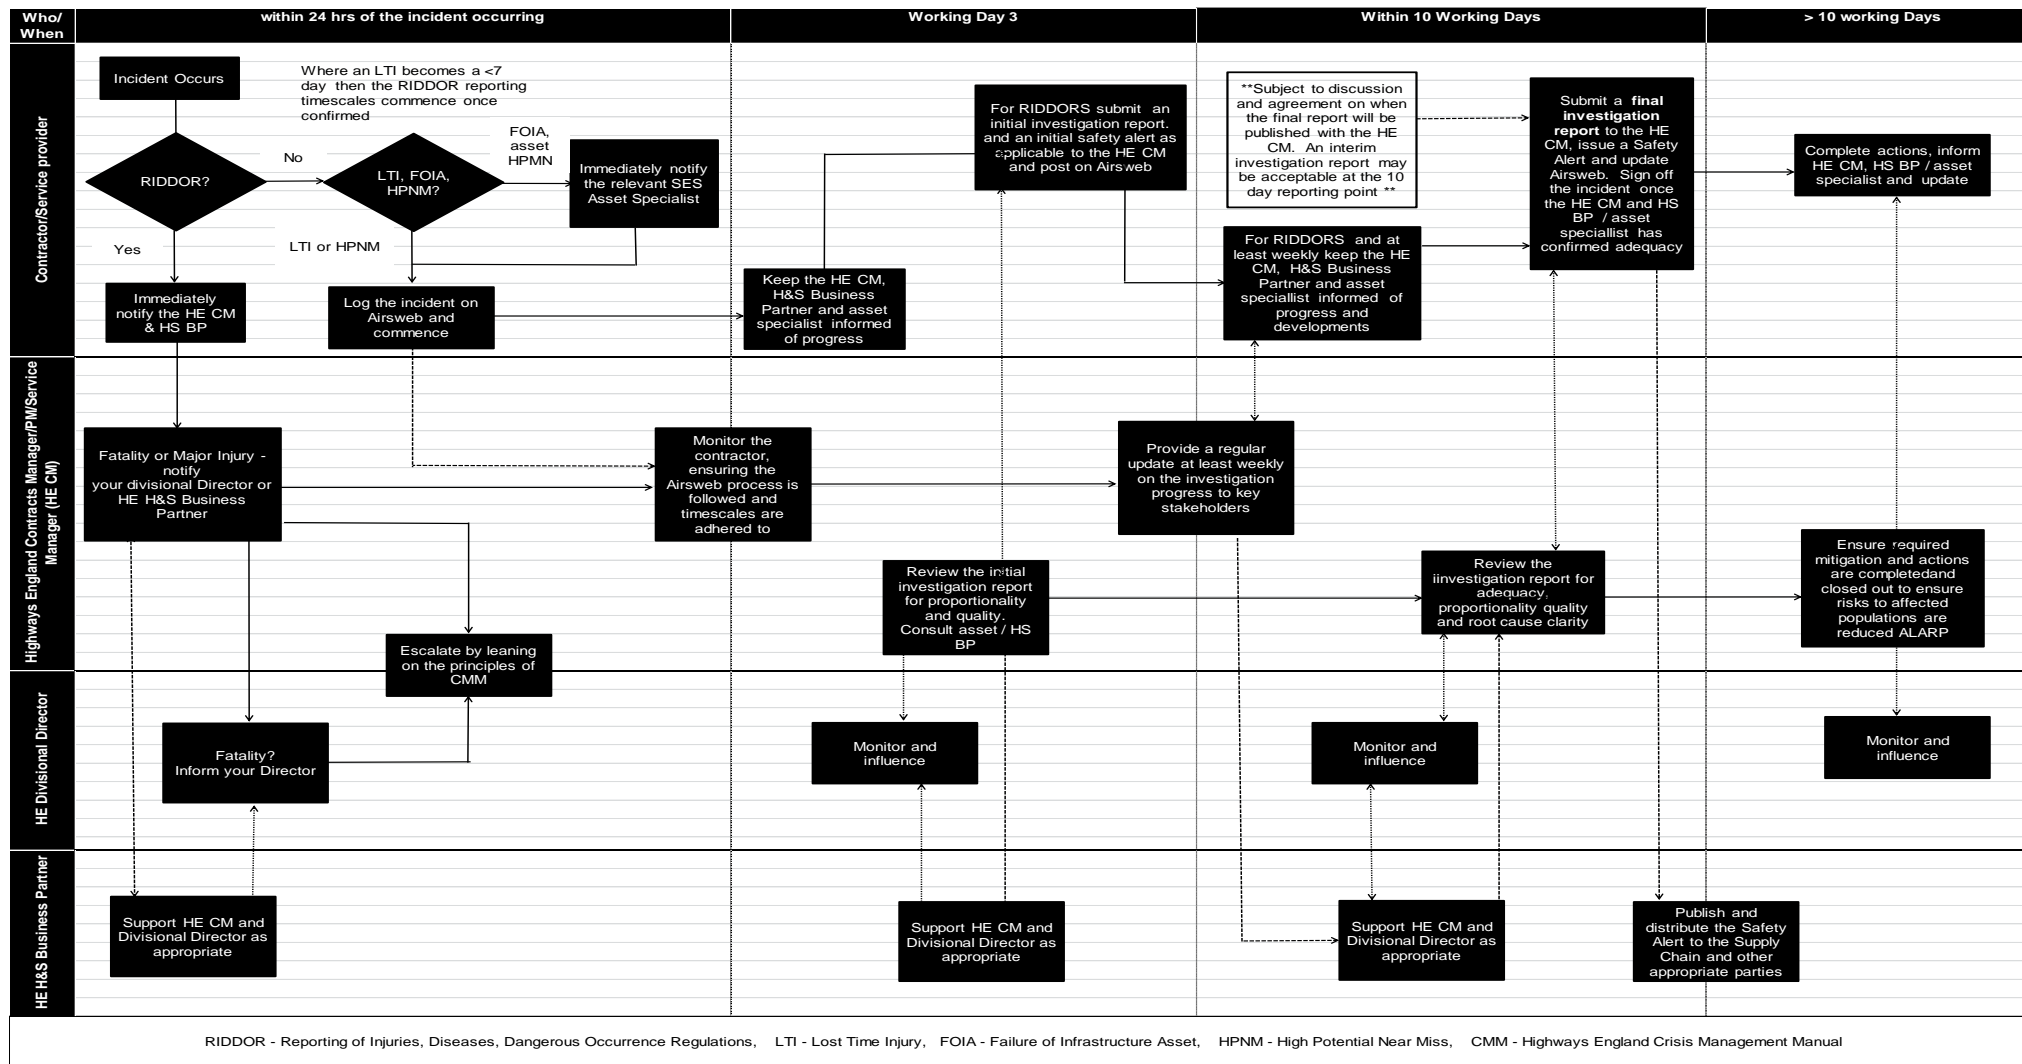 Who/
When
within 24 hrs of the incident occurring
Working Day 3
Within 10 Working Days
> 10 working Days
Contractor/Service provider
Incident Occurs
Where an LTI becomes a <7
day then the RIDDOR reporting
timescales commence once
confirmed
RIDDOR?
No
Yes
LTI, FOIA,
HPNM?
FOIA,
asset
HPMN
LTI or HPNM
Immediately notify
the relevant SES
Asset Specialist
Immediately
notify the HE CM
& HS BP
Log the incident on
Airsweb and
commence
Keep the HE CM,
H&S Business
Partner and asset
specialist informed
of progress
For RIDDORS submit an
initial investigation report.
and an initial safety alert as
applicable to the HE CM
and post on Airsweb
**Subject to discussion
and agreement on when
the final report will be
published with the HE
CM. An interim
investigation report may
be acceptable at the 10
day reporting point **
For RIDDORS and at
least weekly keep the HE
CM, H&S Business
Partner and asset
speciallist informed of
progress and
developments
Submit a final
investigation
report to the HE
CM, issue a Safety
Alert and update
Airsweb. Sign off
the incident once
the HE CM and HS
BP / asset
speciallist has
confirmed adequacy
Complete actions, inform
HE CM, HS BP / asset
specialist and update
Highways England Contracts Manager/PM/Service
Manager (HE CM)
Fatality or Major Injury -
notify
your divisional Director or
HE H&S Business
Partner
Monitor the
contractor,
ensuring the
Airsweb process is
followed and
timescales are
adhered to
Provide a regular
update at least weekly
on the investigation
progress to key
stakeholders
Review the initial
investigation report
for proportionality
and quality.
Consult asset / HS
BP
Review the
iinvestigation report for
adequacy,
proportionality quality
and root cause clarity
Ensure required
mitigation and actions
are completedand
closed out to ensure
risks to affected
populations are
reduced ALARP
Escalate by leaning
on the principles of
CMM
HE Divisional Director
Fatality?
Inform your Director
Monitor and
influence
Monitor and
influence
Monitor and
influence
HE H&S Business Partner
Support HE CM and
Divisional Director as
appropriate
Support HE CM and
Divisional Director as
appropriate
Support HE CM and
Divisional Director as
appropriate
Publish and
distribute the Safety
Alert to the Supply
Chain and other
appropriate parties
RIDDOR - Reporting of Injuries, Diseases, Dangerous Occurrence Regulations, LTI - Lost Time Injury, FOIA - Failure of Infrastructure Asset, HPNM - High Potential Near Miss, CMM - Highways England Crisis Management Manual